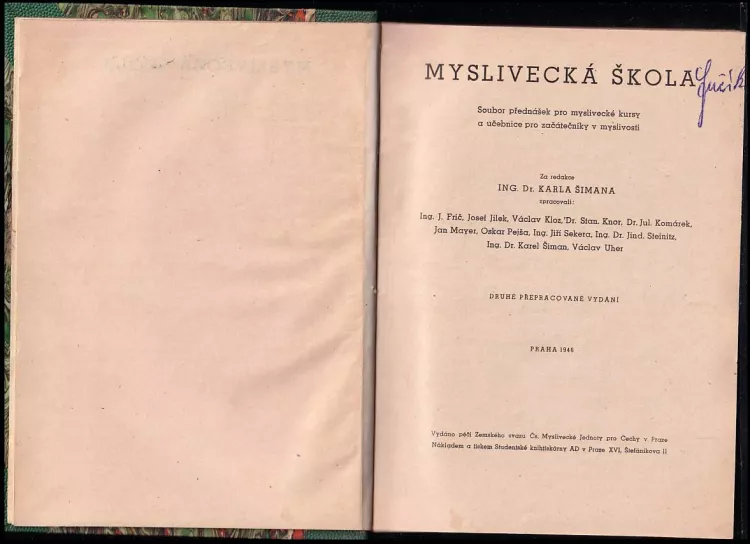 MYSLIVECKÁ ŠKOLA
Soubor přednášek pro myslivecké kursy
a učebnice pro začátečníky v myslivosti
Za redakce
ING. Dr. KARLA ŠIMANA
zpracovali:
Ing. J. Frič, Josef Jílek, Václav Kloz, Dr. Stan. Knor, Dr. Jul. Komárek,
Jan Mayer, Oskar Pejša, Ing. Jiří Sekera, Ing. Dr. Jind. Steinitz,
Ing. Dr. Karel Šiman, Václav Uher
DRUHÉ PŘEPRACOVANÉ VYDÁNÍ
PRAHA 1946
Vydáno péčí Zemského svazu Čs. Myslivecké Jednoty pro Čechy v Praze
Nákladem a tiskem Studentské knihtiskárny AD v Praze XVI, Štefánikova 11